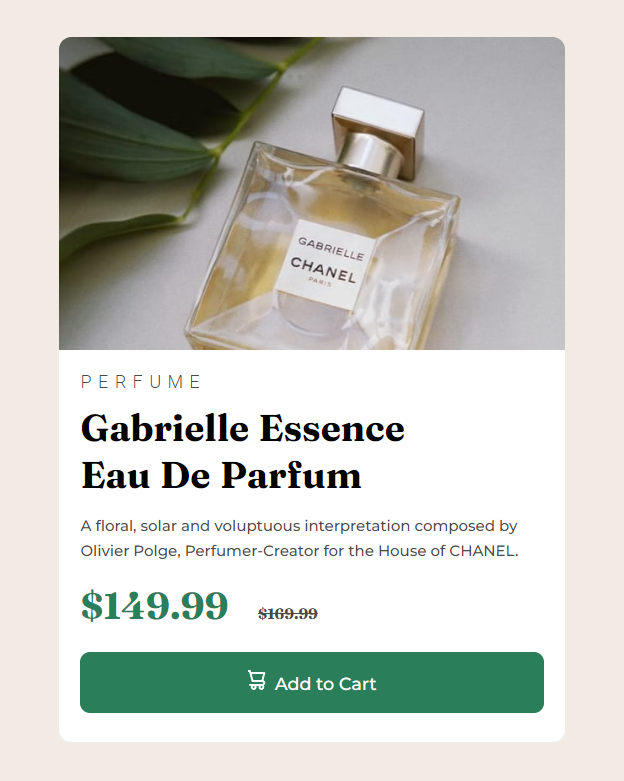 GABRIELLE
CHANEL
PARIS
PERFUME
Gabrielle Essence
Eau De Parfum
A floral, solar and voluptuous interpretation composed by
Olivier Polge, Perfumer-Creator for the House of CHANEL.
$149.99 $169.99
Add to Cart